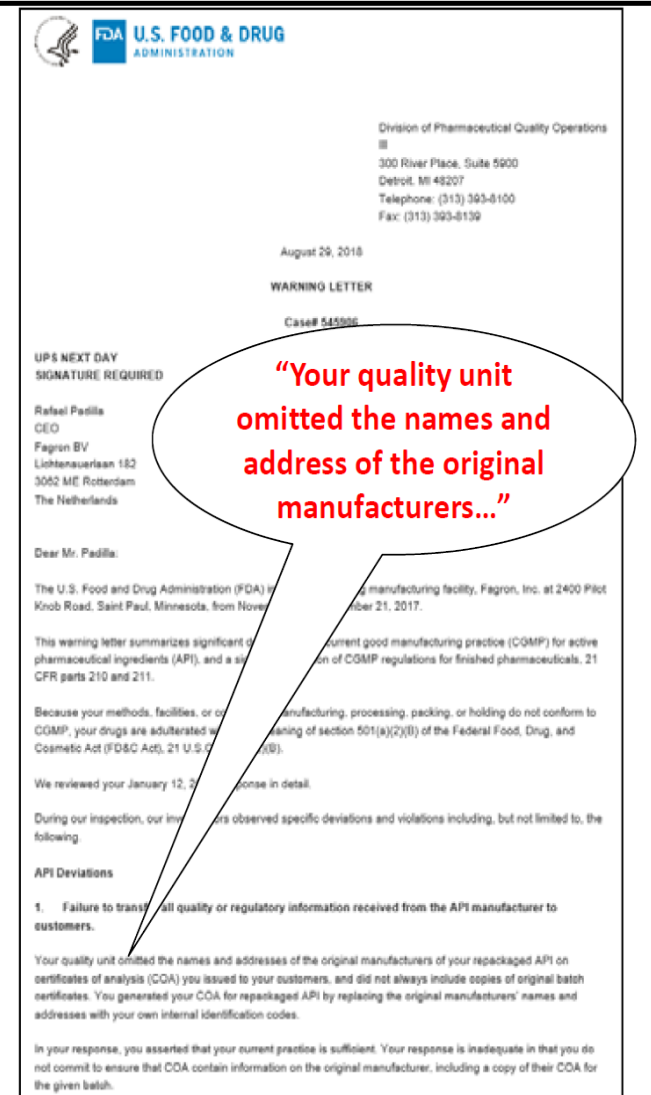 FDA U.S. FOOD & DRUG
ADMINISTRATION
Division of Pharmaceutical Quality Operations
III
300 River Place, Suite 5900
Detroit, MI 48207
Telephone: (313) 393-8100
Fax: (313) 393-8139
August 29, 2018
WARNING LETTER
Case# 545906
UPS NEXT DAY
SIGNATURE REQUIRED
Rafael Padilla
CEO
Fagron BV
Lichtenauerlaan 182
3062 ME Rotterdam
The Netherlands
“Your quality unit
omitted the names and
address of the original
manufacturers...”
Dear Mr. Padilla:
The U.S. Food and Drug Administration (FDA) manufacturing facility, Fagron, Inc. at 2400 Pilot
Knob Road, Saint Paul, Minnesota, from 21, 2017.
This warning letter summarizes significant current good manufacturing practice (CGMP) for active
pharmaceutical ingredients (API), and a of CGMP regulations for finished pharmaceuticals, 21
CFR parts 210 and 211.
Because your methods, facilities, or manufacturing, processing, packing, or holding do not conform to
CGMP, your drugs are adulterated meaning of section 501(a)(2)(B) of the Federal Food, Drug, and
Cosmetic Act (FD&C Act), 21
We reviewed your January 12, response in detail.
During our inspection, our observed specific deviations and violations including, but not limited to, the
following.
API Deviations
1. Failure to all quality or regulatory information received from the API manufacturer to
customers.
Your quality unit omitted the names and addresses of the original manufacturers of your repackaged API on
certificates of analysis (COA) you issued to your customers, and did not always include copies of original batch
certificates. You generated your COA for repackaged API by replacing the original manufacturers' names and
addresses with your own internal identification codes.
In your response, you asserted that your current practice is sufficient. Your response is inadequate in that you do
not commit to ensure that COA contain information on the original manufacturer, including a copy of their COA for
the given batch.